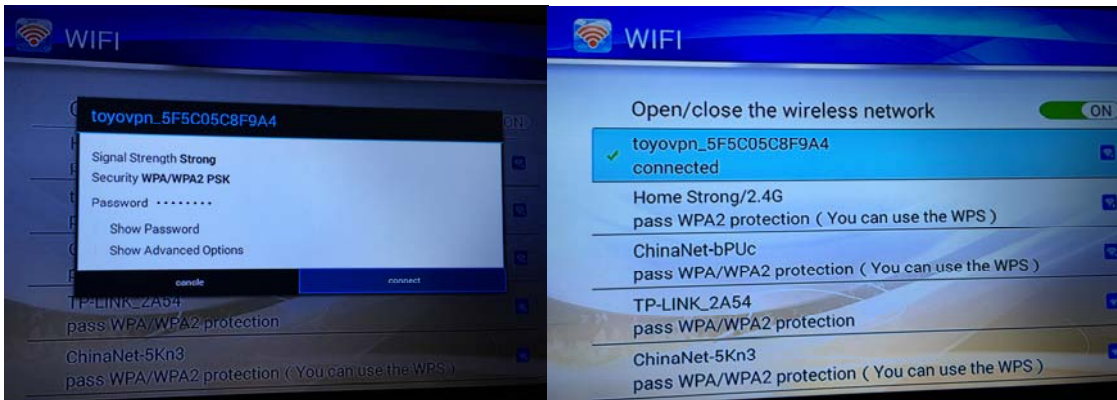 WIFI
toyovpn_5F5C05C8F9A4
Signal Strength Strong
Security WPA/WPA2 PSK
Password ········
Show Password
Show Advanced Options
cancle
connect
TP-LINK_2A54
pass WPA/WPA2 protection
ChinaNet-5Kn3
pass WPA/WPA2 protection ( You can use the WPS )
WIFI
Open/close the wireless network ON
toyovpn_5F5C05C8F9A4
connected
Home Strong/2.4G
pass WPA2 protection ( You can use the WPS )
ChinaNet-bPUc
pass WPA/WPA2 protection ( You can use the WPS )
TP-LINK_2A54
pass WPA/WPA2 protection
ChinaNet-5Kn3
pass WPA/WPA2 protection ( You can use the WPS )